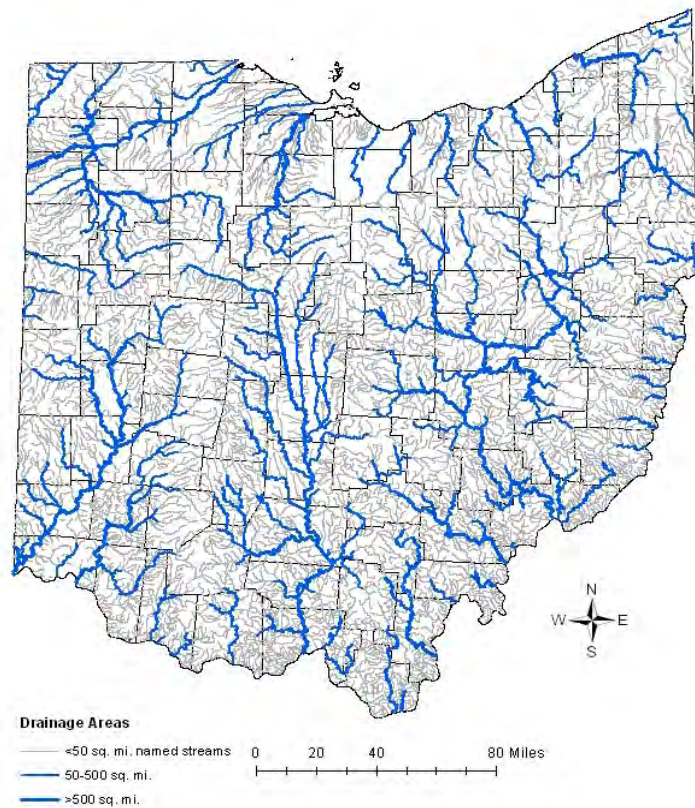 N
W E
S
Drainage Areas
<50 sq. mi. named streams
50-500 sq. mi.
>500 sq. mi.
0 20 40 80 Miles